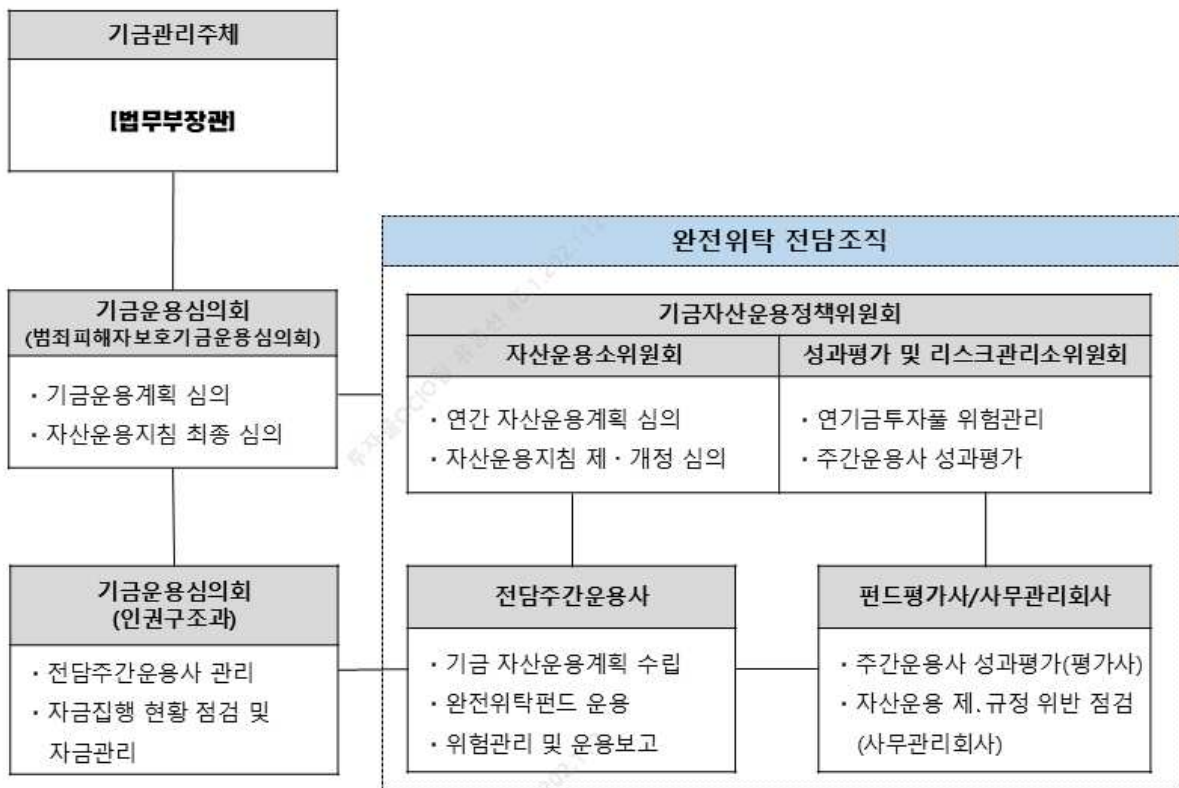 기금관리주체
[법무부장관]
완전위탁 전담조직
기금운용심의회
(범죄피해자보호기금운용심의회)
· 기금운용계획 심의
· 자산운용지침 최종 심의
기금자산운용정책위원회
자산운용소위원회
성과평가 및 리스크관리소위원회
· 연간 자산운용계획 심의
· 자산운용지침 제·개정 심의
· 연기금투자풀 위험관리
· 주간운용사 성과평가
기금운용심의회
(인권구조과)
· 전담주간운용사 관리
· 자금집행 현황 점검 및
자금관리
전담주간운용사
· 기금 자산운용계획 수립
· 완전위탁펀드 운용
· 위험관리 및 운용보고
펀드평가사/사무관리회사
· 주간운용사 성과평가(평가사)
· 자산운용 제.규정 위반 점검
(사무관리회사)